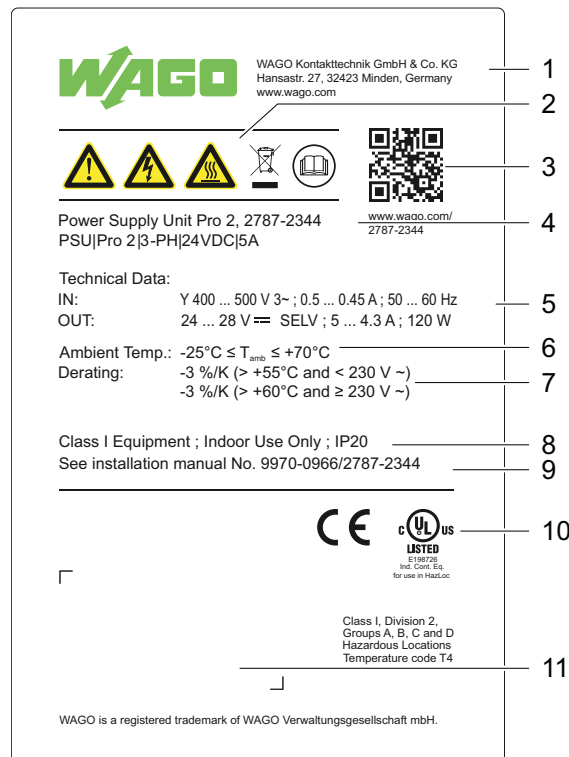 WAGO
WAGO Kontakttechnik GmbH & Co. KG
Hansastr. 27, 32423 Minden, Germany
www.wago.com
1
2
3
Power Supply Unit Pro 2, 2787-2344
PSU|Pro 2|3-PH|24VDC|5A
www.wago.com/
2787-2344
4
Technical Data:
IN: Y 400 ... 500 V 3~ ; 0.5 ... 0.45 A ; 50 ... 60 Hz
5
OUT: 24 ... 28 V ⎓ SELV ; 5 ... 4.3 A ; 120 W
Ambient Temp.: -25°C ≤ Tamb ≤ +70°C
6
Derating: -3 %/K (> +55°C and < 230 V ~)
-3 %/K (> +60°C and ≥ 230 V ~)
7
Class I Equipment ; Indoor Use Only ; IP20
8
See installation manual No. 9970-0966/2787-2344
9
CE
C UL US
LISTED
E198726
Ind. Cont. Eq.
for use in HazLoc
10
Class I, Division 2,
Groups A, B, C and D
Hazardous Locations
Temperature code T4
11
WAGO is a registered trademark of WAGO Verwaltungsgesellschaft mbH.